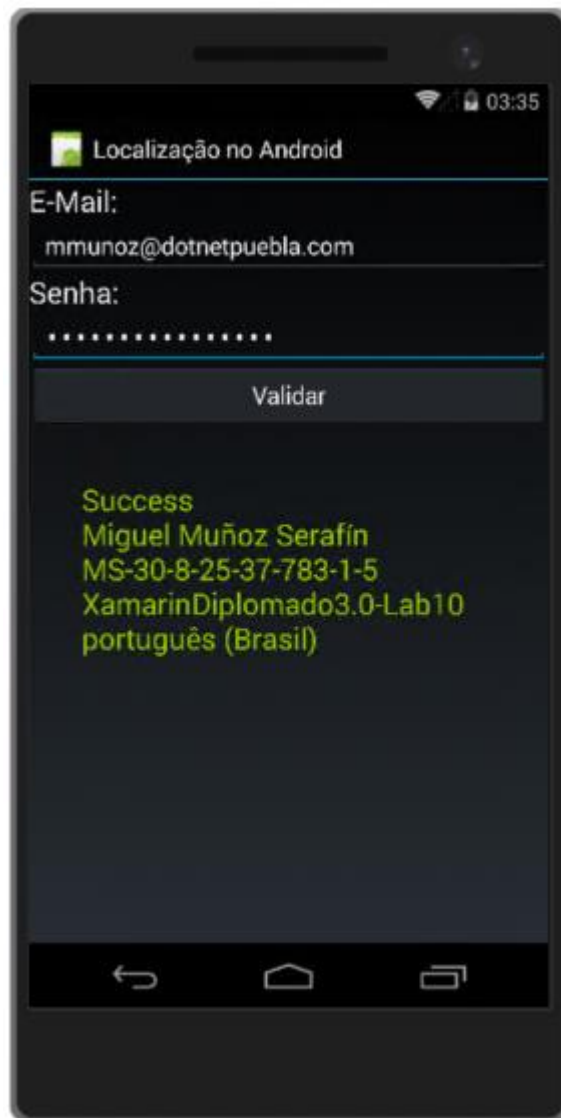 03:35
Localização no Android
E-Mail:
mmunoz@dotnetpuebla.com
Senha:
••••••••••••••••
Validar
Success
Miguel Muñoz Serafín
MS-30-8-25-37-783-1-5
XamarinDiplomado3.0-Lab10
português (Brasil)